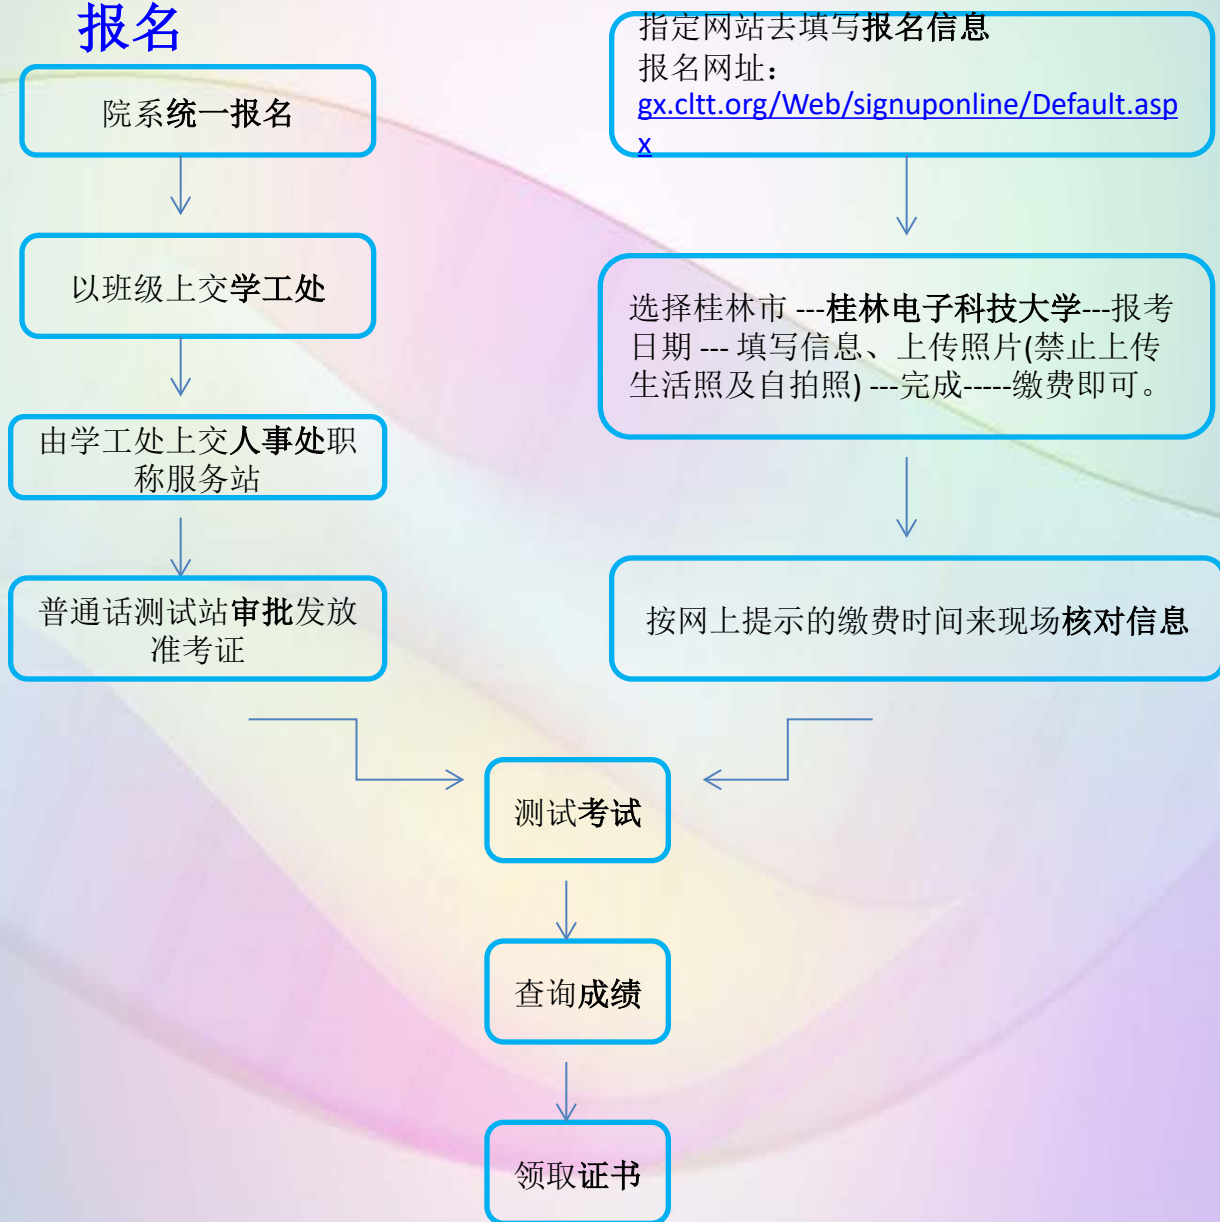 报名
院系统一报名
以班级上交学工处
由学工处上交人事处职
称服务站
普通话测试站审批发放
准考证
指定网站去填写报名信息
报名网址：
gx.cltt.org/Web/signuponline/Default.asp
x
选择桂林市 ---桂林电子科技大学---报考
日期 --- 填写信息、上传照片(禁止上传
生活照及自拍照) ---完成-----缴费即可。
按网上提示的缴费时间来现场核对信息
测试考试
查询成绩
领取证书